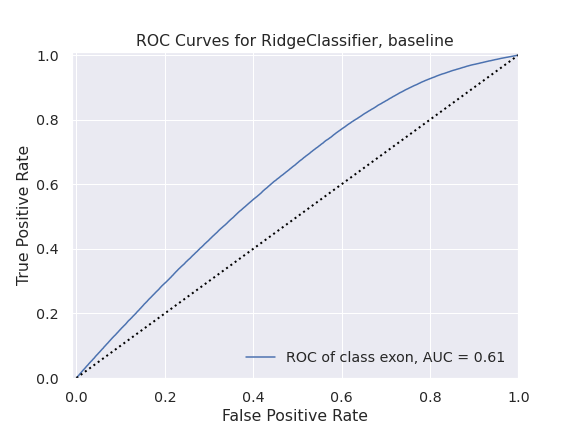 ROC Curves for RidgeClassifier, baseline
1.0
0.8
0.6
0.4
0.2
0.0
True Positive Rate
ROC of class exon, AUC = 0.61
0.0 0.2 0.4 0.6 0.8 1.0
False Positive Rate